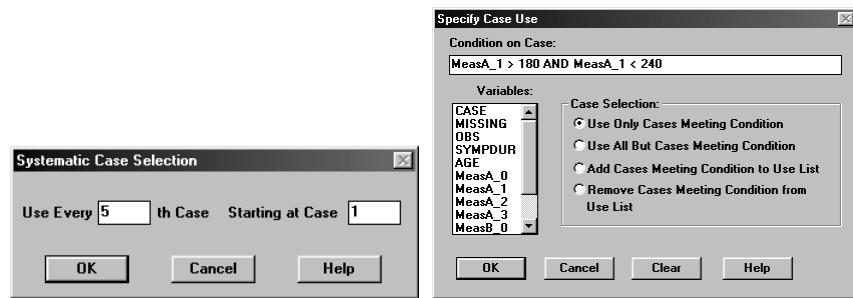 Systematic Case Selection
Use Every 5 th Case Starting at Case 1
OK Cancel Help
Specify Case Use
Condition on Case:
MeasA_1 > 180 AND MeasA_1 < 240
Variables:
CASE
MISSING
OBS
SYMPDUR
AGE
MeasA_0
MeasA_1
MeasA_2
MeasA_3
MeasB_0
Case Selection:
Use Only Cases Meeting Condition
Use All But Cases Meeting Condition
Add Cases Meeting Condition to Use List
Remove Cases Meeting Condition from
Use List
OK Cancel Clear Help